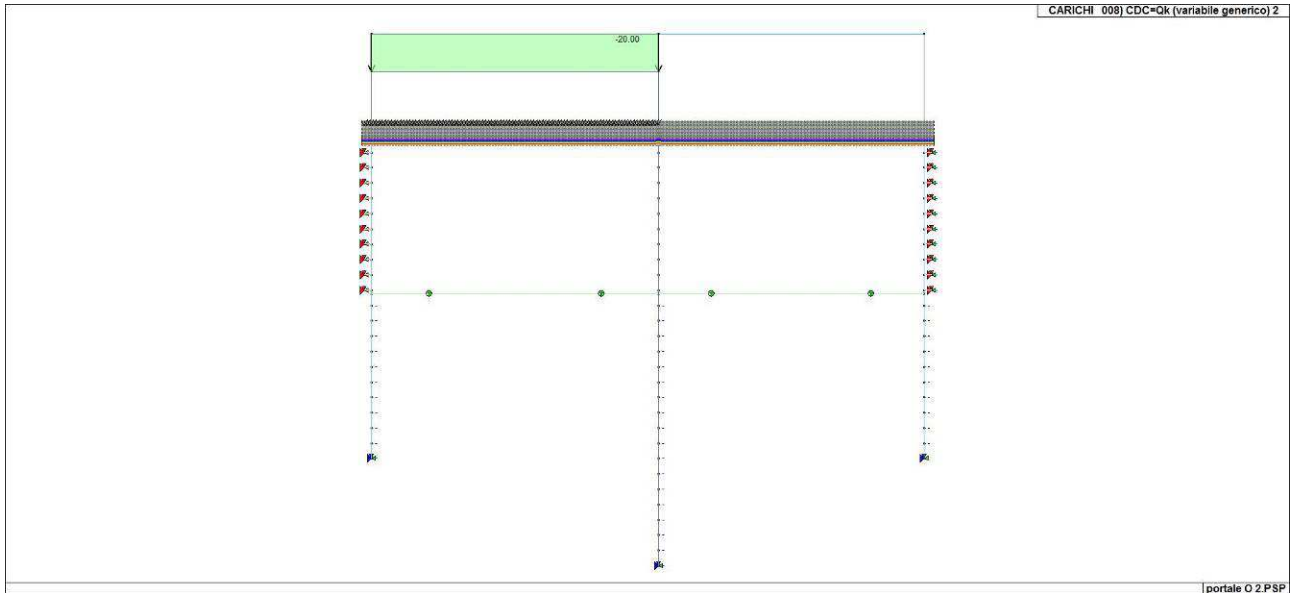 CARICHI 008) CDC=Qk (variabile generico) 2
-20.00
portale O 2.PSP